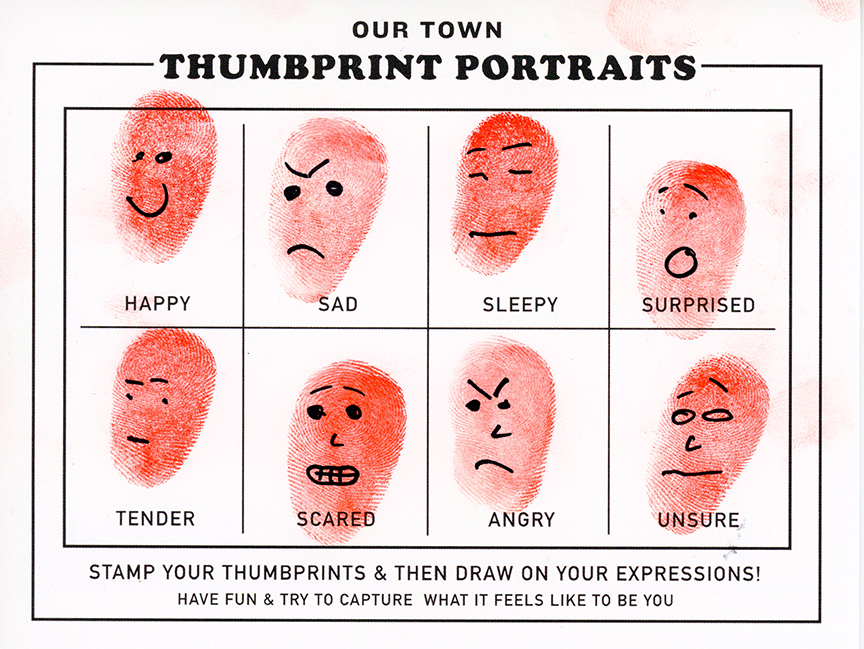 OUR TOWN
THUMBPRINT PORTRAITS
HAPPY
SAD
SLEEPY
SURPRISED
TENDER
SCARED
ANGRY
UNSURE
STAMP YOUR THUMBPRINTS & THEN DRAW ON YOUR EXPRESSIONS!
HAVE FUN & TRY TO CAPTURE WHAT IT FEELS LIKE TO BE YOU